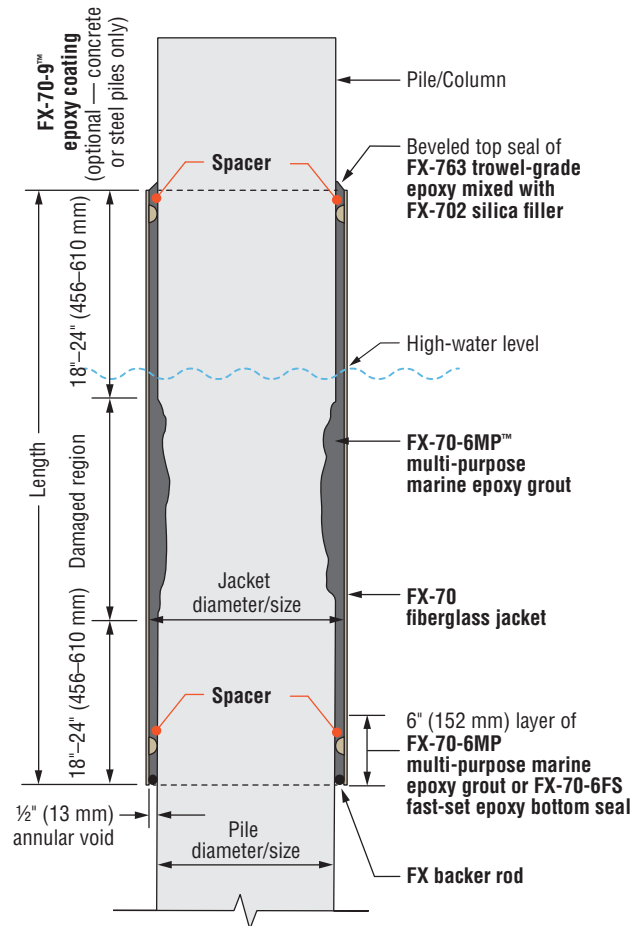 FX-70-9™
epoxy coating
(optional — concrete
or steel piles only)
Pile/Column
Spacer
Beveled top seal of
FX-763 trowel-grade
epoxy mixed with
FX-702 silica filler
18"–24" (456–610 mm)
High-water level
Length
Damaged region
FX-70-6MP™
multi-purpose
marine epoxy grout
Jacket
diameter/size
FX-70
fiberglass jacket
18"–24" (456–610 mm)
Spacer
6" (152 mm) layer of
FX-70-6MP
multi-purpose marine
epoxy grout or FX-70-6FS
fast-set epoxy bottom seal
½" (13 mm)
annular void
Pile
diameter/size
FX backer rod